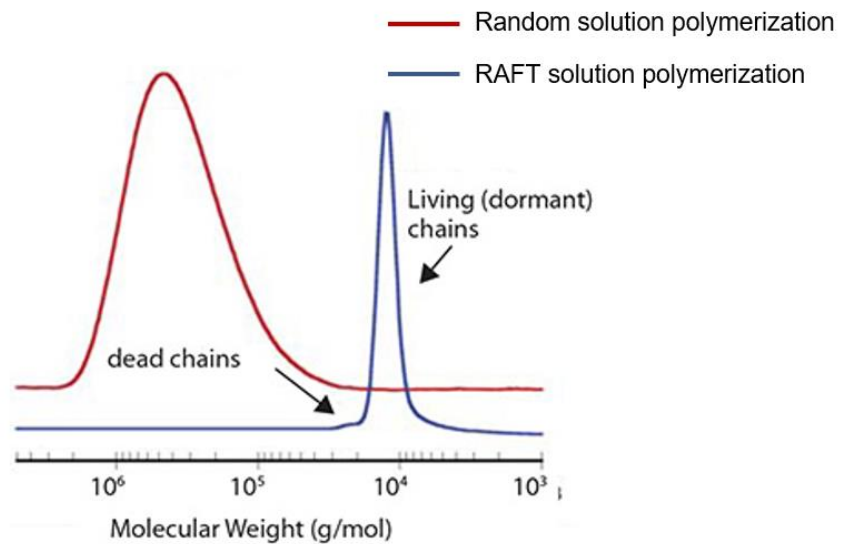 Random solution polymerization
RAFT solution polymerization
Living (dormant)
chains
dead chains
10⁶
10⁵
10⁴
10³
Molecular Weight (g/mol)